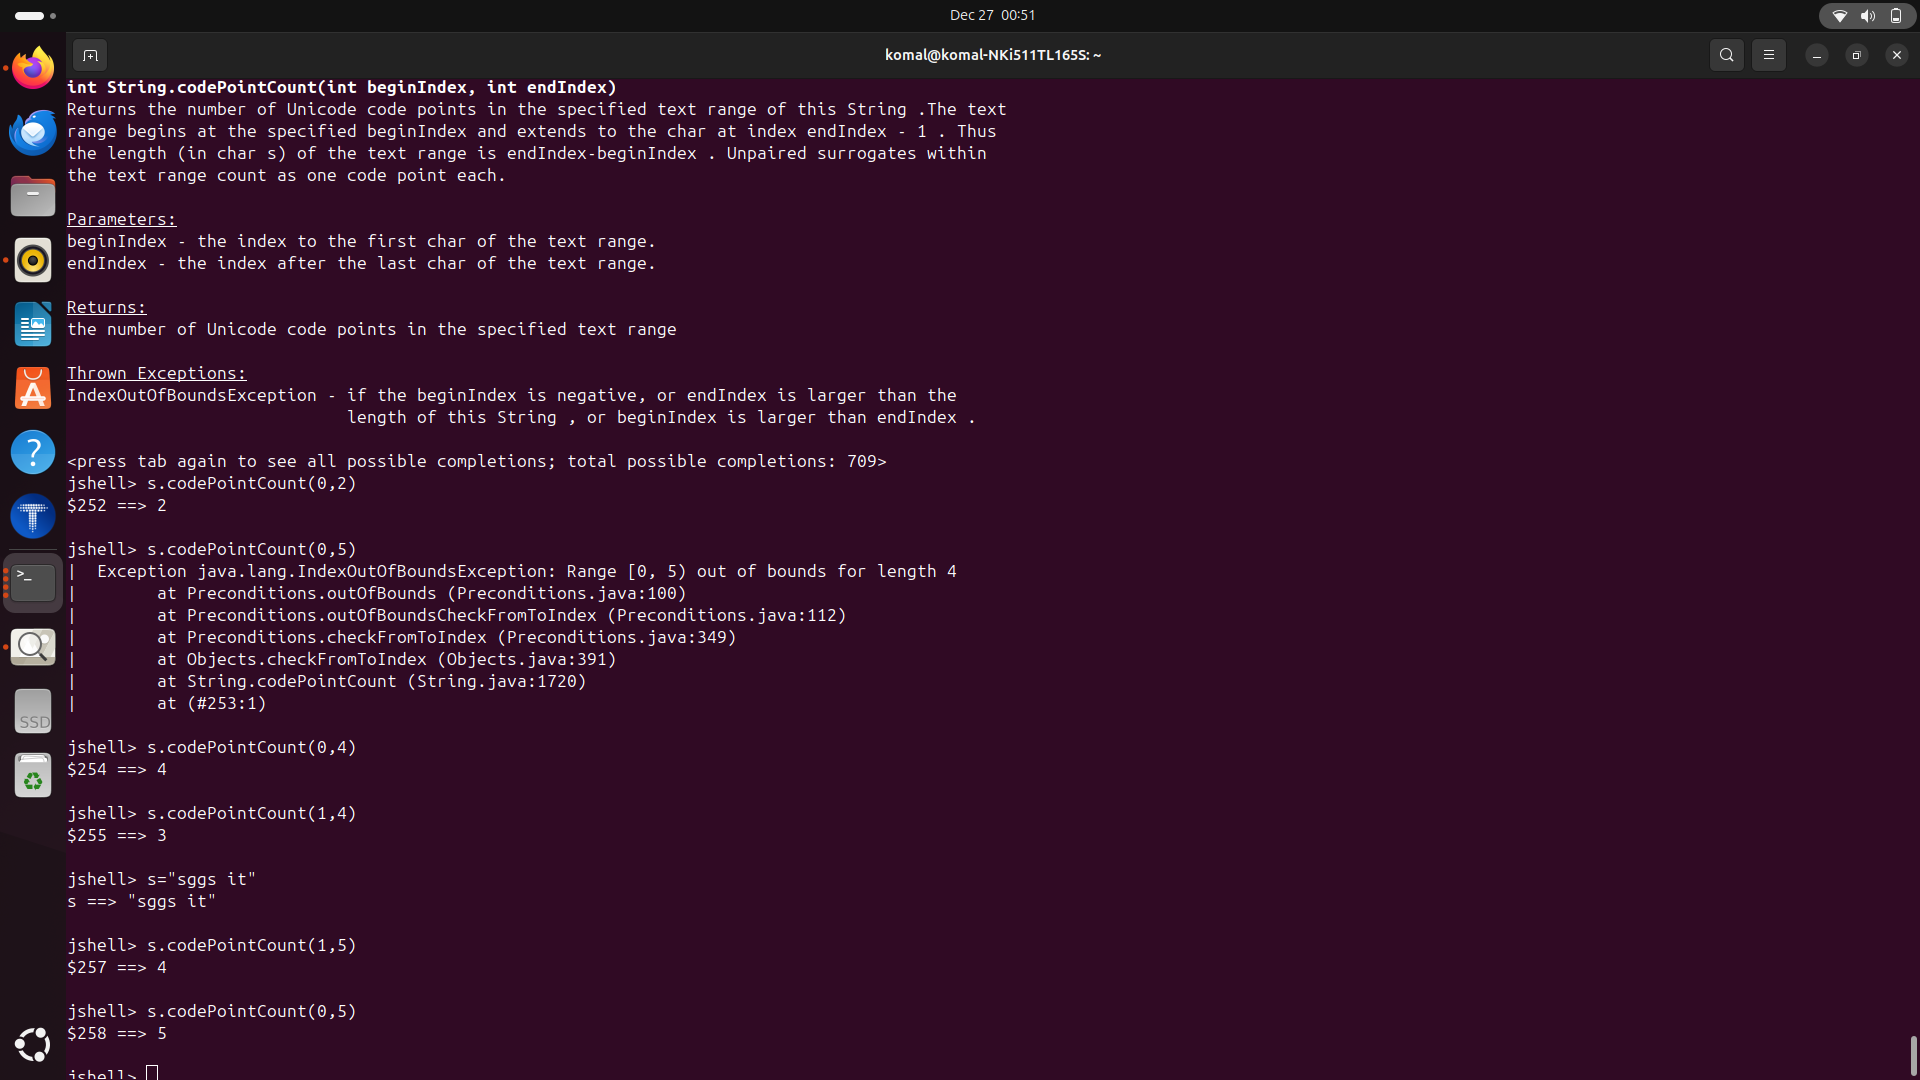 Dec 27 00:51
komal@komal-NKi511TL165S: ~
int String.codePointCount(int beginIndex, int endIndex)
Returns the number of Unicode code points in the specified text range of this String .The text
range begins at the specified beginIndex and extends to the char at index endIndex - 1 . Thus
the length (in char s) of the text range is endIndex-beginIndex . Unpaired surrogates within
the text range count as one code point each.
Parameters:
beginIndex - the index to the first char of the text range.
endIndex - the index after the last char of the text range.
Returns:
the number of Unicode code points in the specified text range
Thrown Exceptions:
IndexOutOfBoundsException - if the beginIndex is negative, or endIndex is larger than the
length of this String , or beginIndex is larger than endIndex .
<press tab again to see all possible completions; total possible completions: 709>
jshell> s.codePointCount(0,2)
$252 ==> 2
jshell> s.codePointCount(0,5)
|  Exception java.lang.IndexOutOfBoundsException: Range [0, 5) out of bounds for length 4
|        at Preconditions.outOfBounds (Preconditions.java:100)
|        at Preconditions.outOfBoundsCheckFromToIndex (Preconditions.java:112)
|        at Preconditions.checkFromToIndex (Preconditions.java:349)
|        at Objects.checkFromToIndex (Objects.java:391)
|        at String.codePointCount (String.java:1720)
|        at (#253:1)
jshell> s.codePointCount(0,4)
$254 ==> 4
jshell> s.codePointCount(1,4)
$255 ==> 3
jshell> s="sggs it"
s ==> "sggs it"
jshell> s.codePointCount(1,5)
$257 ==> 4
jshell> s.codePointCount(0,5)
$258 ==> 5
jshell>
SSD